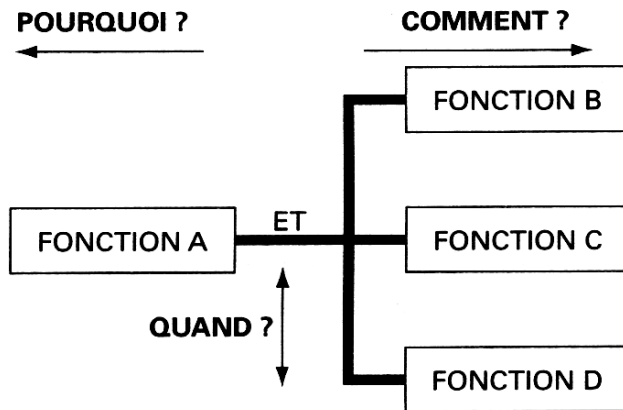 POURQUOI ?
COMMENT ?
FONCTION B
FONCTION A
ET
FONCTION C
QUAND ?
FONCTION D